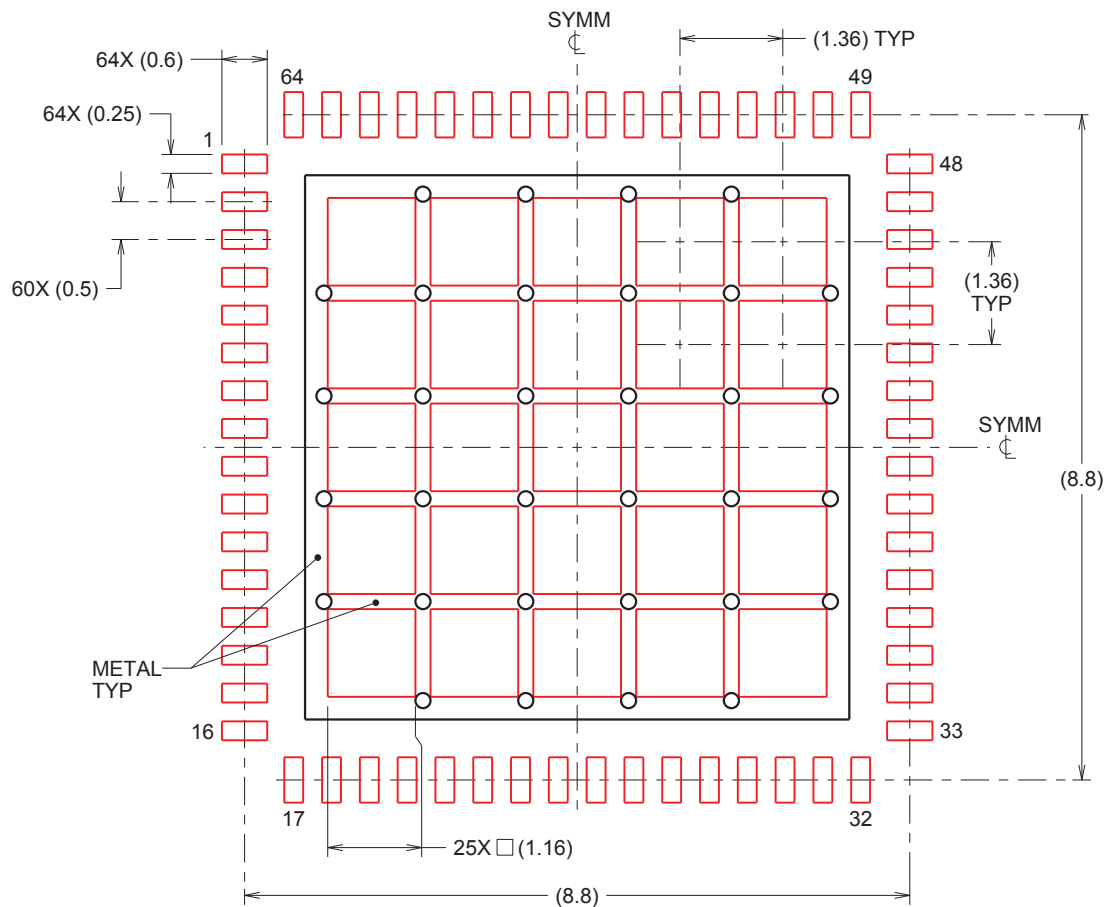 SYMM
(1.36) TYP
64X (0.6)
64
49
64X (0.25)
1
48
60X (0.5)
(1.36)
TYP
SYMM
(8.8)
METAL
TYP
16
33
17
32
25X □ (1.16)
(8.8)